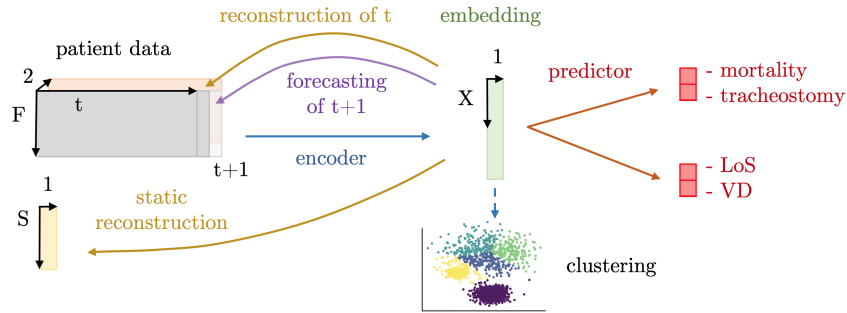 reconstruction of t
embedding
patient data
2
1
forecasting
of t+1
predictor
- mortality
- tracheostomy
F
t
X
t+1
encoder
- LoS
- VD
1
S
static
reconstruction
clustering